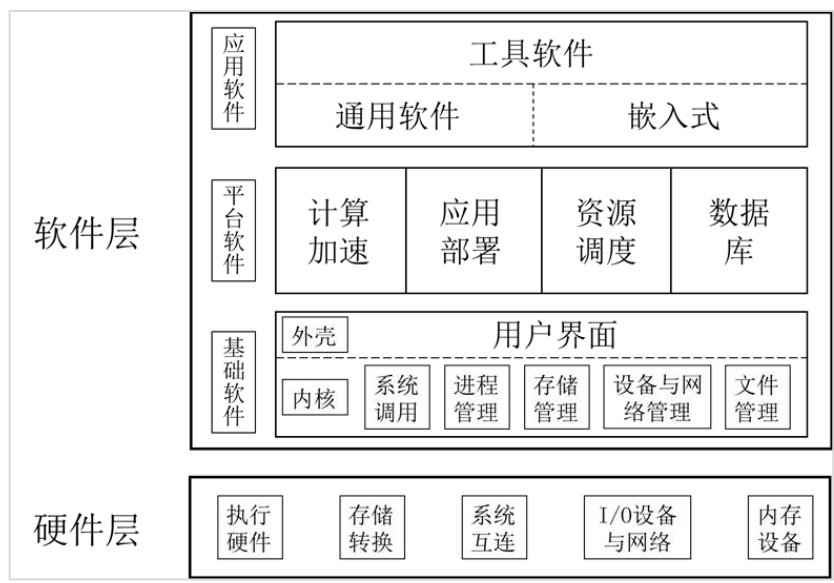 应用软件
工具软件
通用软件
嵌入式
软件层
平台软件
计算
加速
应用
部署
资源
调度
数据
库
基础软件
外壳
用户界面
内核
系统
调用
进程
管理
存储
管理
设备与网
络管理
文件
管理
硬件层
执行
硬件
存储
转换
系统
互连
I/O设备
与网络
内存
设备